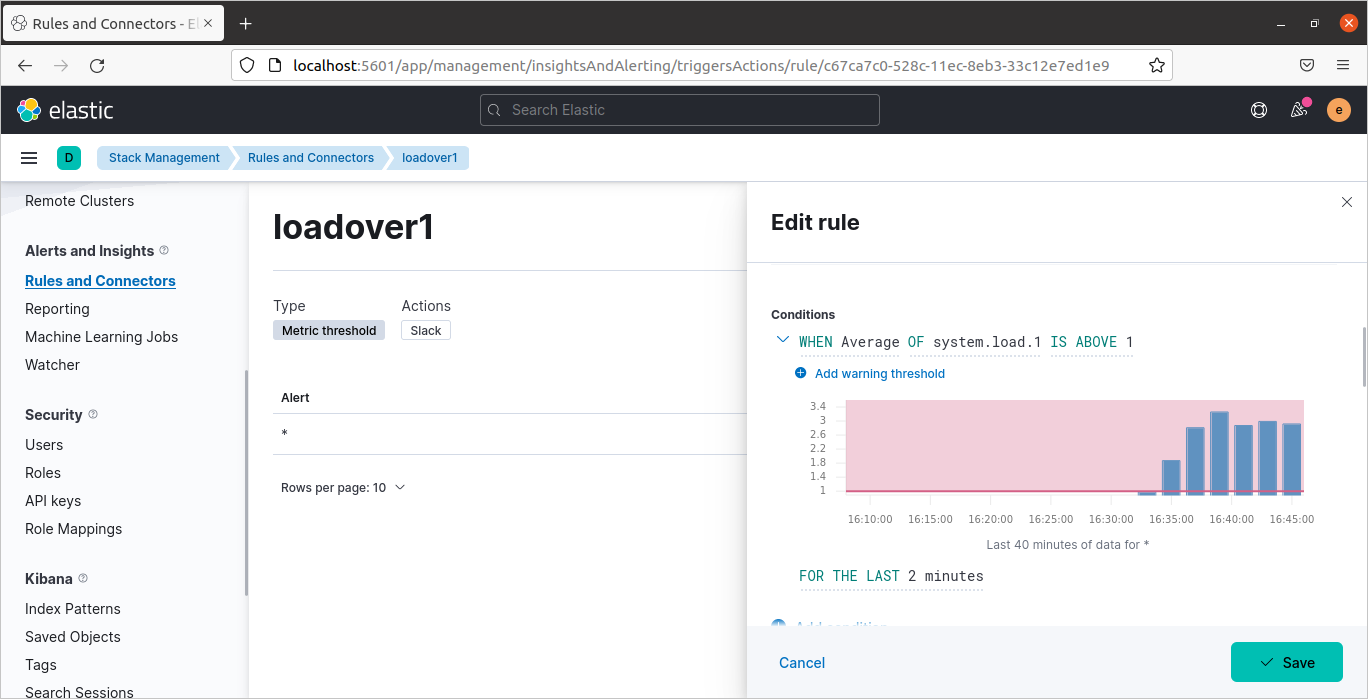 Rules and Connectors - El
localhost:5601/app/management/insightsAndAlerting/triggersActions/rule/c67ca7c0-528c-11ec-8eb3-33c12e7ed1e9
elastic
Search Elastic
e
D
Stack Management
Rules and Connectors
loadover1
Remote Clusters
Alerts and Insights
Rules and Connectors
Reporting
Machine Learning Jobs
Watcher
Security
Users
Roles
API keys
Role Mappings
Kibana
Index Patterns
Saved Objects
Tags
Search Sessions
loadover1
Type Actions
Metric threshold Slack
Alert
*
Rows per page: 10
Edit rule
Conditions
WHEN Average OF system.load.1 IS ABOVE 1
Add warning threshold
3.4
3
2.6
2.2
1.8
1.4
1
16:10:00 16:15:00 16:20:00 16:25:00 16:30:00 16:35:00 16:40:00 16:45:00
Last 40 minutes of data for *
FOR THE LAST 2 minutes
Add condition
Cancel
Save